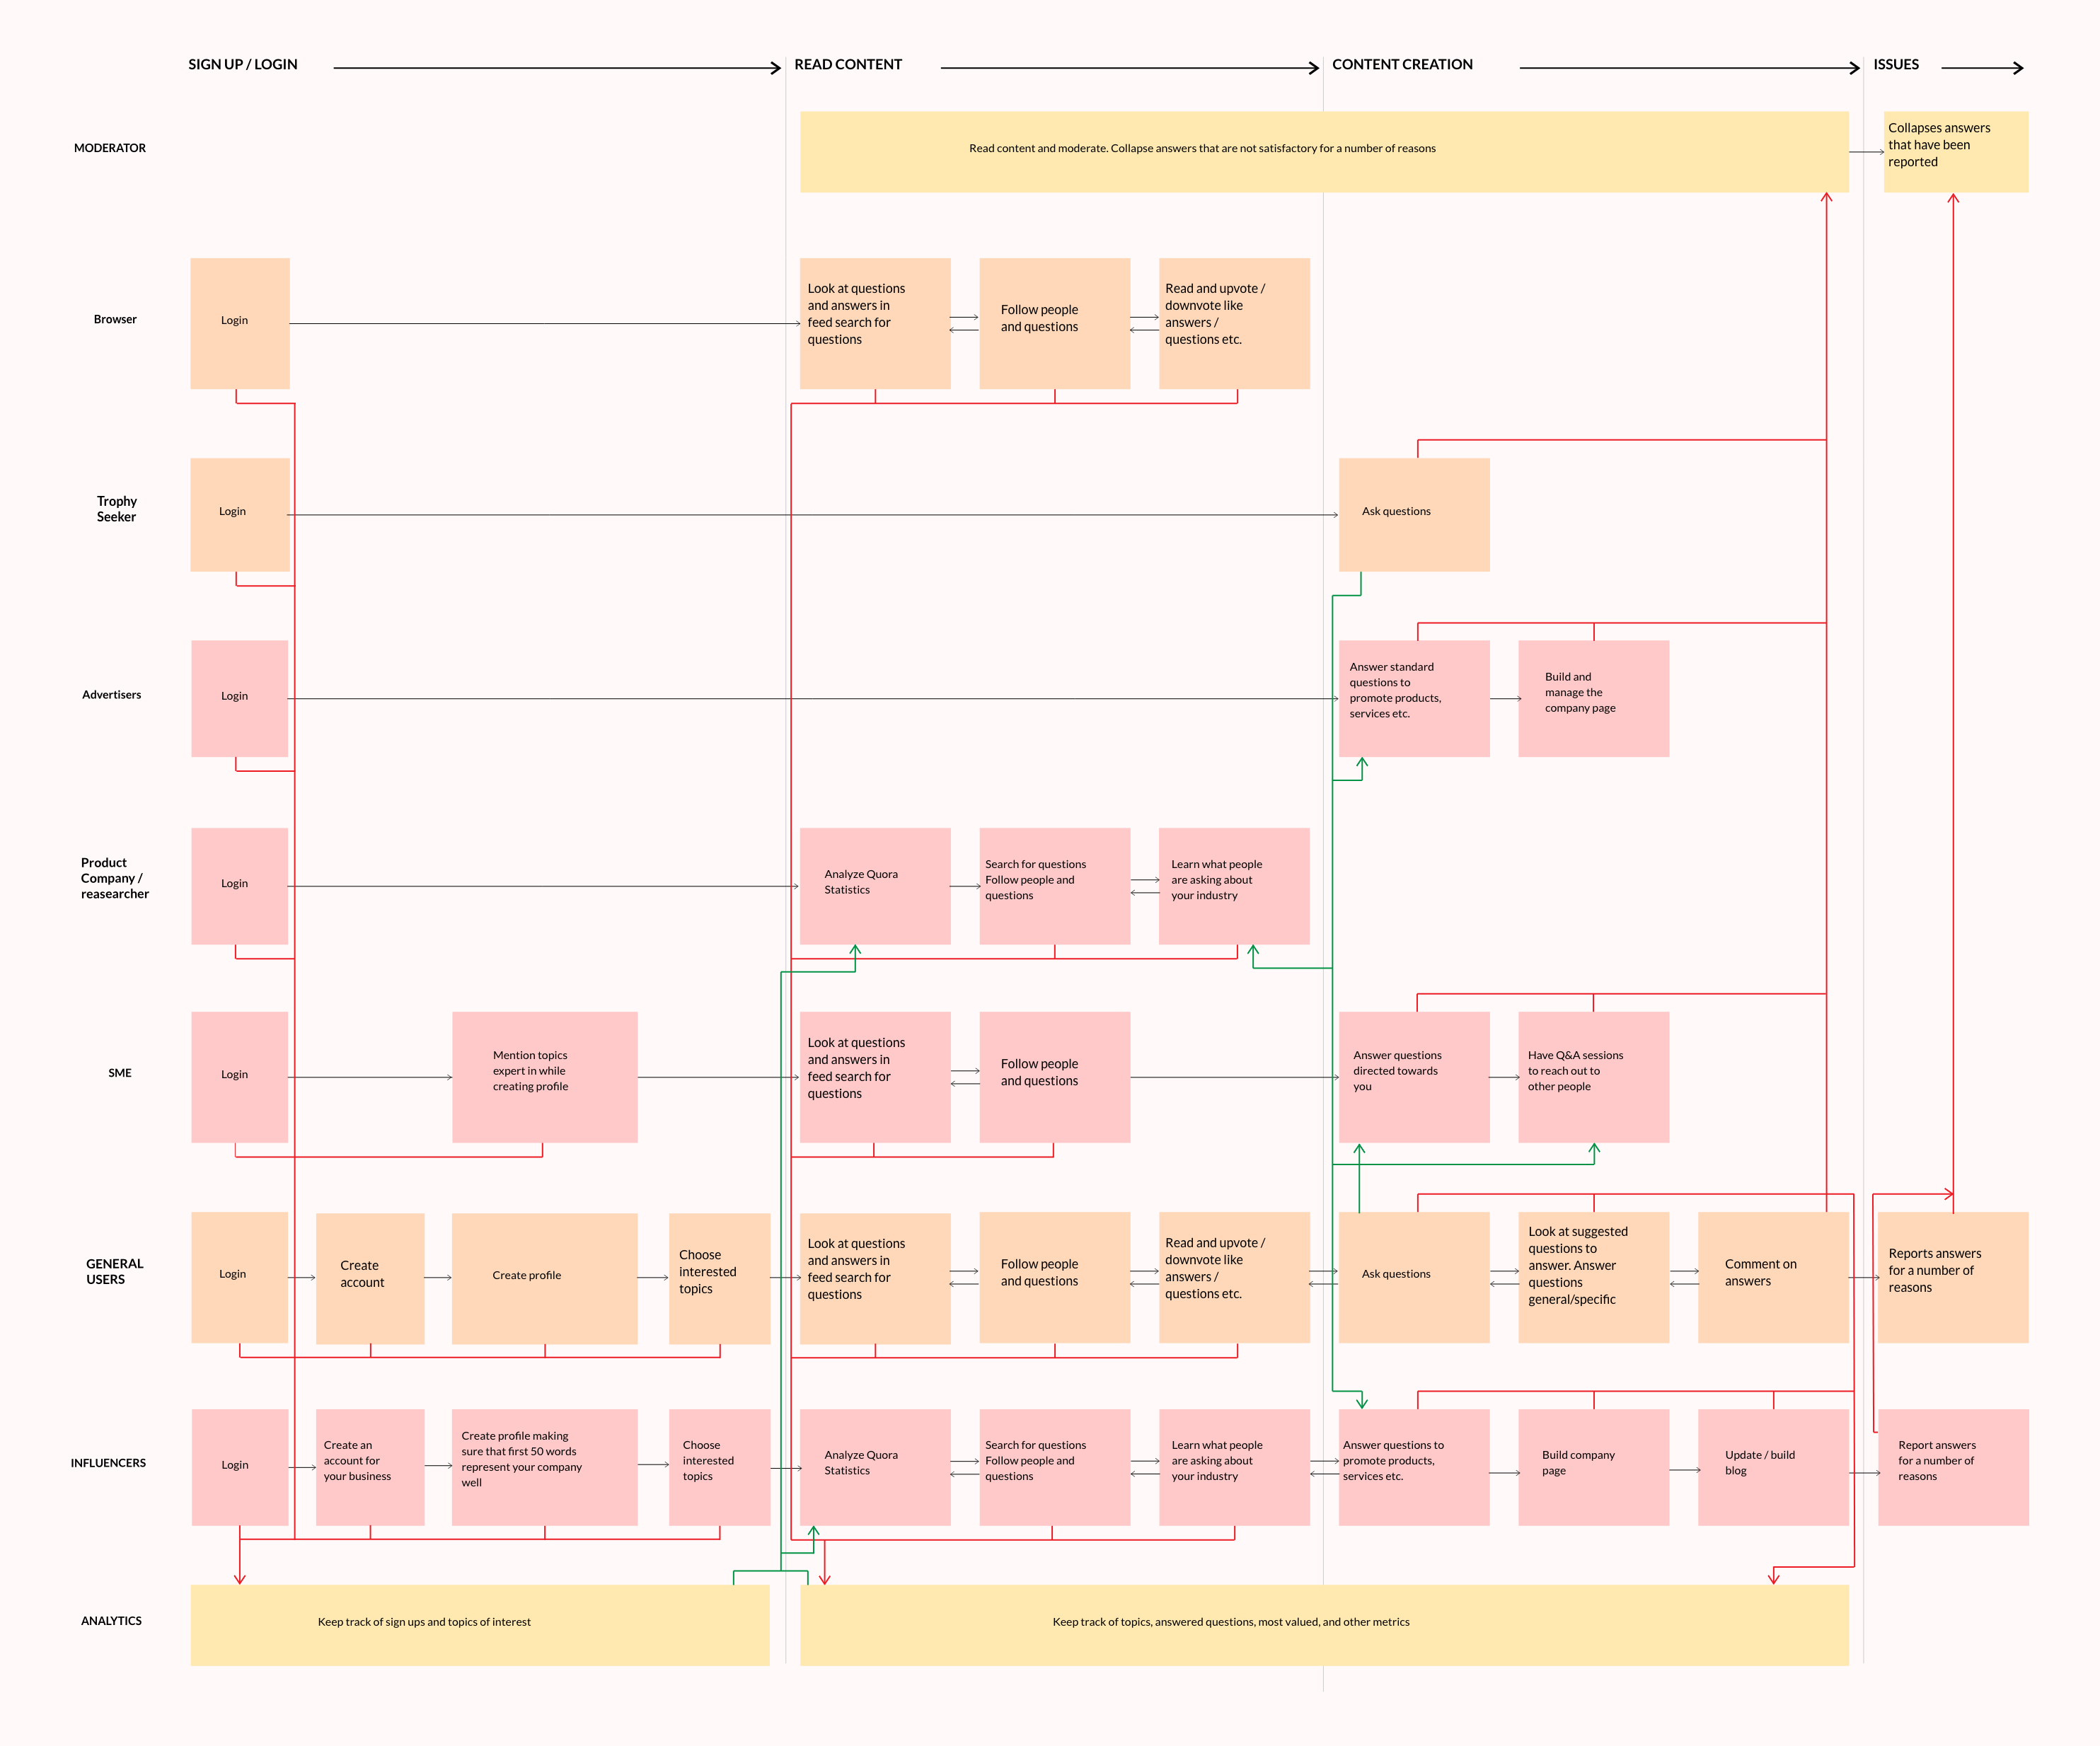 SIGN UP / LOGIN
READ CONTENT
CONTENT CREATION
ISSUES
MODERATOR
Read content and moderate. Collapse answers that are not satisfactory for a number of reasons
Collapses answers
that have been
reported
Browser
Login
Look at questions
and answers in
feed search for
questions
Follow people
and questions
Read and upvote /
downvote like
answers /
questions etc.
Trophy
Seeker
Login
Ask questions
Advertisers
Login
Answer standard
questions to
promote products,
services etc.
Build and
manage the
company page
Product
Company /
reasearcher
Login
Analyze Quora
Statistics
Search for questions
Follow people and
questions
Learn what people
are asking about
your industry
SME
Login
Mention topics
expert in while
creating profile
Look at questions
and answers in
feed search for
questions
Follow people
and questions
Answer questions
directed towards
you
Have Q&A sessions
to reach out to
other people
GENERAL
USERS
Login
Create
account
Create profile
Choose
interested
topics
Look at questions
and answers in
feed search for
questions
Follow people
and questions
Read and upvote /
downvote like
answers /
questions etc.
Ask questions
Look at suggested
questions to
answer. Answer
questions
general/specific
Comment on
answers
Reports answers
for a number of
reasons
INFLUENCERS
Login
Create an
account for
your business
Create profile making
sure that first 50 words
represent your company
well
Choose
interested
topics
Analyze Quora
Statistics
Search for questions
Follow people and
questions
Learn what people
are asking about
your industry
Answer questions to
promote products,
services etc.
Build company
page
Update / build
blog
Report answers
for a number of
reasons
ANALYTICS
Keep track of sign ups and topics of interest
Keep track of topics, answered questions, most valued, and other metrics